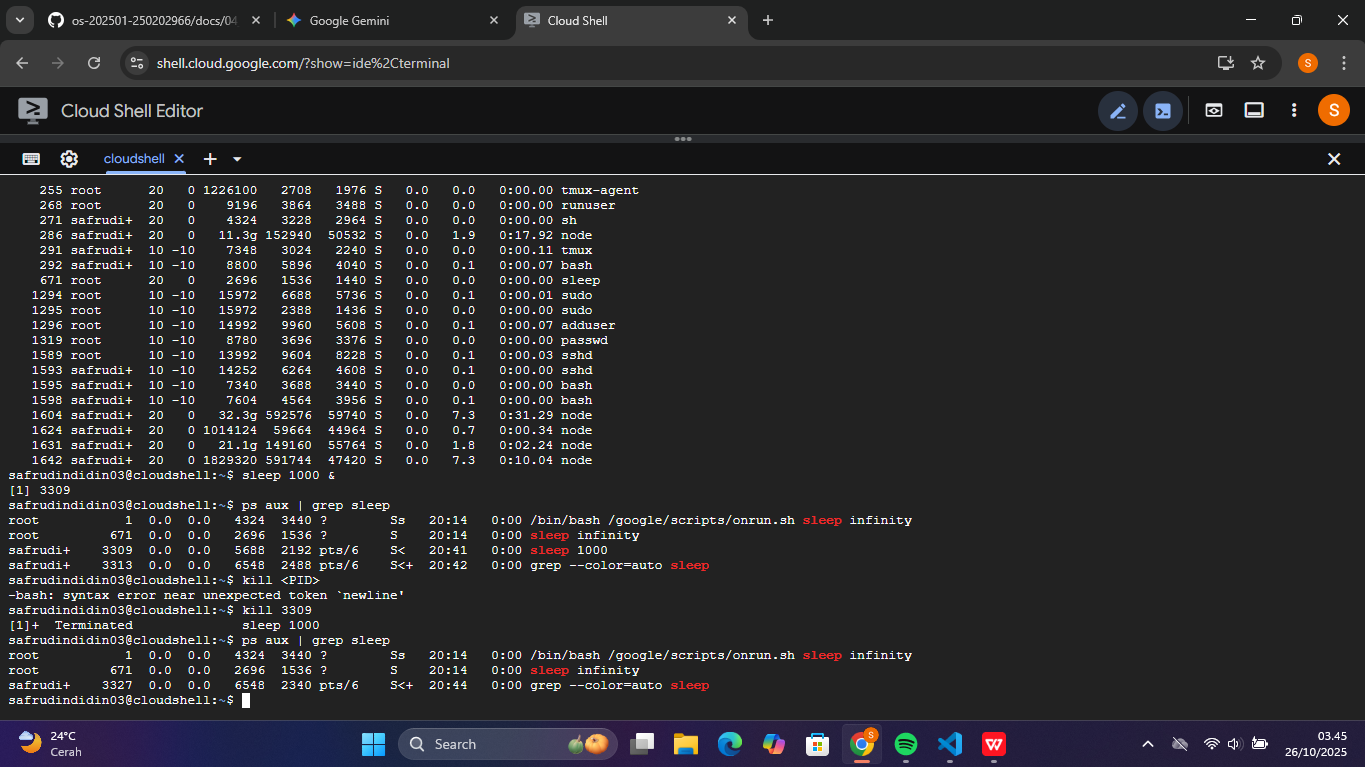 os-202501-250202966/docs/04
Google Gemini
Cloud Shell
shell.cloud.google.com/?show=ide%2Cterminal
S
Cloud Shell Editor
S
cloudshell
255 root 20 0 1226100 2708 1976 S 0.0 0.0 0:00.00 tmux-agent
268 root 20 0 9196 3864 3488 S 0.0 0.0 0:00.00 runuser
271 safrudi+ 20 0 4324 3228 2964 S 0.0 0.0 0:00.00 sh
286 safrudi+ 20 0 11.3g 152940 50532 S 0.0 1.9 0:17.92 node
291 safrudi+ 10 -10 7348 3024 2240 S 0.0 0.0 0:00.11 tmux
292 safrudi+ 10 -10 8800 5896 4040 S 0.0 0.1 0:00.07 bash
671 root 20 0 2696 1536 1440 S 0.0 0.0 0:00.00 sleep
1294 root 10 -10 15972 6688 5736 S 0.0 0.1 0:00.01 sudo
1295 root 10 -10 15972 2388 1436 S 0.0 0.0 0:00.00 sudo
1296 root 10 -10 14992 9960 5608 S 0.0 0.1 0:00.07 adduser
1319 root 10 -10 8780 3696 3376 S 0.0 0.0 0:00.00 passwd
1589 root 10 -10 13992 9604 8228 S 0.0 0.1 0:00.03 sshd
1593 safrudi+ 10 -10 14252 6264 4608 S 0.0 0.1 0:00.00 sshd
1595 safrudi+ 10 -10 7340 3688 3440 S 0.0 0.0 0:00.00 bash
1598 safrudi+ 10 -10 7604 4564 3956 S 0.0 0.1 0:00.00 bash
1604 safrudi+ 20 0 32.3g 592576 59740 S 0.0 7.3 0:31.29 node
1624 safrudi+ 20 0 1014124 59664 44964 S 0.0 0.7 0:00.34 node
1631 safrudi+ 20 0 21.1g 149160 55764 S 0.0 1.8 0:02.24 node
1642 safrudi+ 20 0 1829320 591744 47420 S 0.0 7.3 0:10.04 node
safrudindidin03@cloudshell:~$ sleep 1000 &
[1] 3309
safrudindidin03@cloudshell:~$ ps aux | grep sleep
root 1 0.0 0.0 4324 3440 ? Ss 20:14 0:00 /bin/bash /google/scripts/onrun.sh sleep infinity
root 671 0.0 0.0 2696 1536 ? S 20:14 0:00 sleep infinity
safrudi+ 3309 0.0 0.0 5688 2192 pts/6 S< 20:41 0:00 sleep 1000
safrudi+ 3313 0.0 0.0 6548 2488 pts/6 S<+ 20:42 0:00 grep --color=auto sleep
safrudindidin03@cloudshell:~$ kill <PID>
-bash: syntax error near unexpected token `newline'
safrudindidin03@cloudshell:~$ kill 3309
[1]+ Terminated sleep 1000
safrudindidin03@cloudshell:~$ ps aux | grep sleep
root 1 0.0 0.0 4324 3440 ? Ss 20:14 0:00 /bin/bash /google/scripts/onrun.sh sleep infinity
root 671 0.0 0.0 2696 1536 ? S 20:14 0:00 sleep infinity
safrudi+ 3327 0.0 0.0 6548 2340 pts/6 S<+ 20:44 0:00 grep --color=auto sleep
safrudindidin03@cloudshell:~$
24°C
Cerah
Search
S
W
03.45
26/10/2025